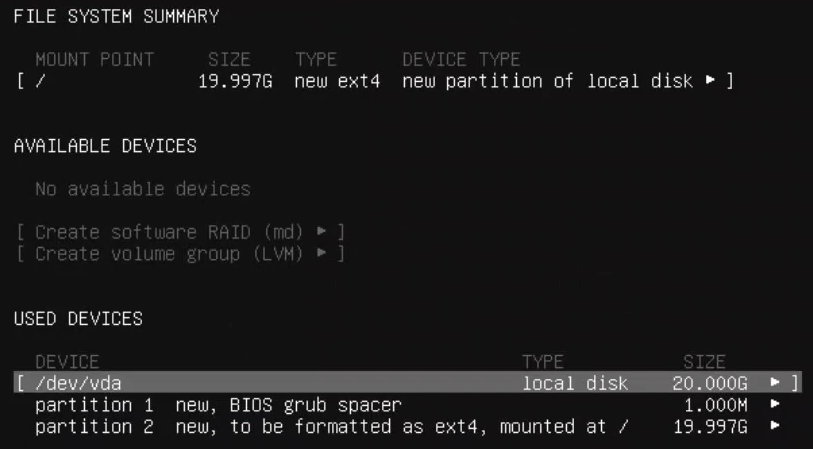 FILE SYSTEM SUMMARY
MOUNT POINT SIZE TYPE DEVICE TYPE
[ / 19.997G new ext4 new partition of local disk ▸ ]
AVAILABLE DEVICES
No available devices
[ Create software RAID (md) ▸ ]
[ Create volume group (LVM) ▸ ]
USED DEVICES
DEVICE TYPE SIZE
[ /dev/vda local disk 20.000G ▸ ]
partition 1 new, BIOS grub spacer 1.000M ▸
partition 2 new, to be formatted as ext4, mounted at / 19.997G ▸